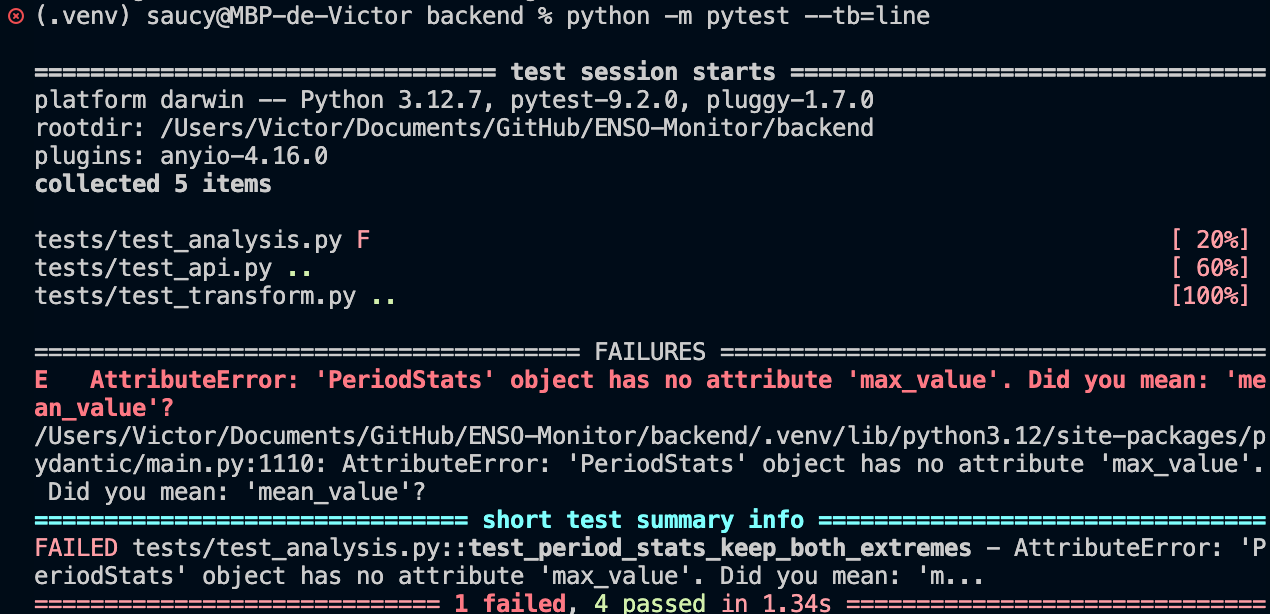 (.venv) saucy@MBP-de-Victor backend % python -m pytest --tb=line
================================= test session starts ==================================
platform darwin -- Python 3.12.7, pytest-9.2.0, pluggy-1.7.0
rootdir: /Users/Victor/Documents/GitHub/ENSO-Monitor/backend
plugins: anyio-4.16.0
collected 5 items
tests/test_analysis.py F [ 20%]
tests/test_api.py .. [ 60%]
tests/test_transform.py .. [100%]
======================================= FAILURES =======================================
E   AttributeError: 'PeriodStats' object has no attribute 'max_value'. Did you mean: 'me
an_value'?
/Users/Victor/Documents/GitHub/ENSO-Monitor/backend/.venv/lib/python3.12/site-packages/p
ydantic/main.py:1110: AttributeError: 'PeriodStats' object has no attribute 'max_value'.
 Did you mean: 'mean_value'?
=============================== short test summary info ================================
FAILED tests/test_analysis.py::test_period_stats_keep_both_extremes - AttributeError: 'P
eriodStats' object has no attribute 'max_value'. Did you mean: 'm...
============================= 1 failed, 4 passed in 1.34s ==============================